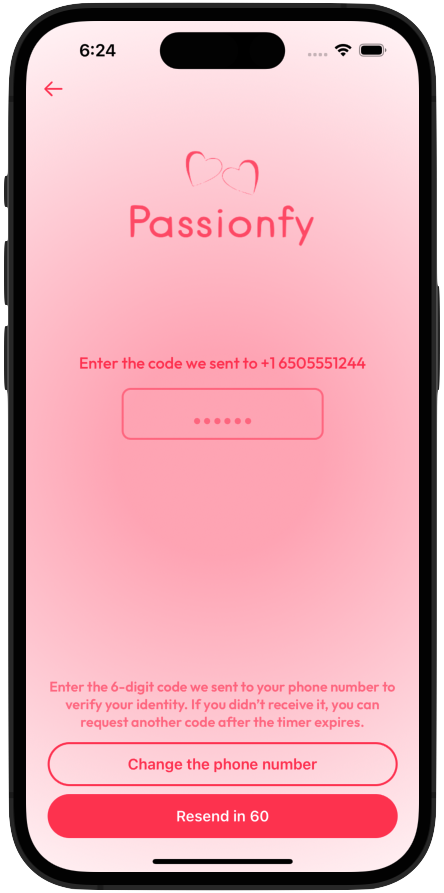 6:24
Passionfy
Enter the code we sent to +1 6505551244
Enter the 6-digit code we sent to your phone number to
verify your identity. If you didn't receive it, you can
request another code after the timer expires.
Change the phone number
Resend in 60